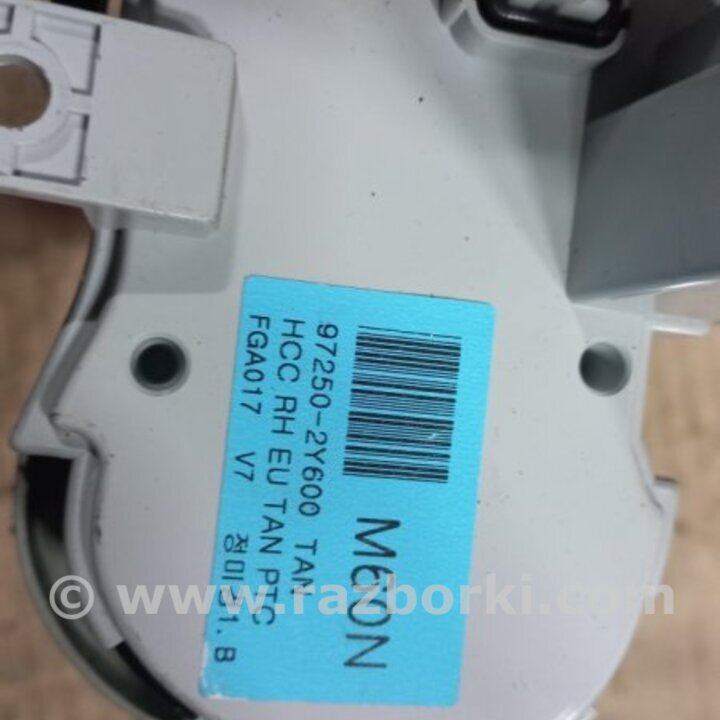 M60N
97250-2Y600 TAN
HCC RH EU TAN PTC
FGA017 V7
© www.razborki.com